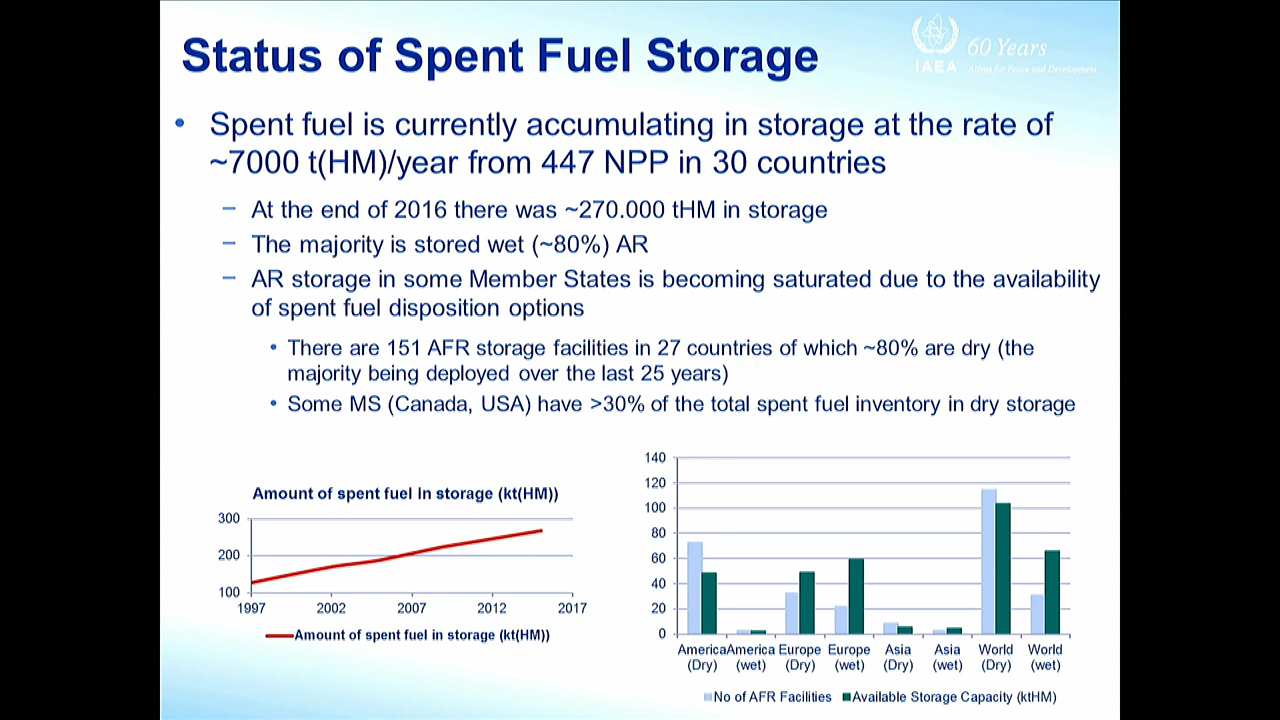 Status of Spent Fuel Storage
IAEA
60 Years
Atoms for Peace and Development
• Spent fuel is currently accumulating in storage at the rate of
~7000 t(HM)/year from 447 NPP in 30 countries
– At the end of 2016 there was ~270.000 tHM in storage
– The majority is stored wet (~80%) AR
– AR storage in some Member States is becoming saturated due to the availability
of spent fuel disposition options
• There are 151 AFR storage facilities in 27 countries of which ~80% are dry (the
majority being deployed over the last 25 years)
• Some MS (Canada, USA) have >30% of the total spent fuel inventory in dry storage
Amount of spent fuel in storage (kt(HM))
300
200
100
1997 2002 2007 2012 2017
Amount of spent fuel in storage (kt(HM))
140
120
100
80
60
40
20
0
America America Europe Europe Asia Asia World World
(Dry) (wet) (Dry) (wet) (Dry) (wet) (Dry) (wet)
No of AFR Facilities Available Storage Capacity (ktHM)